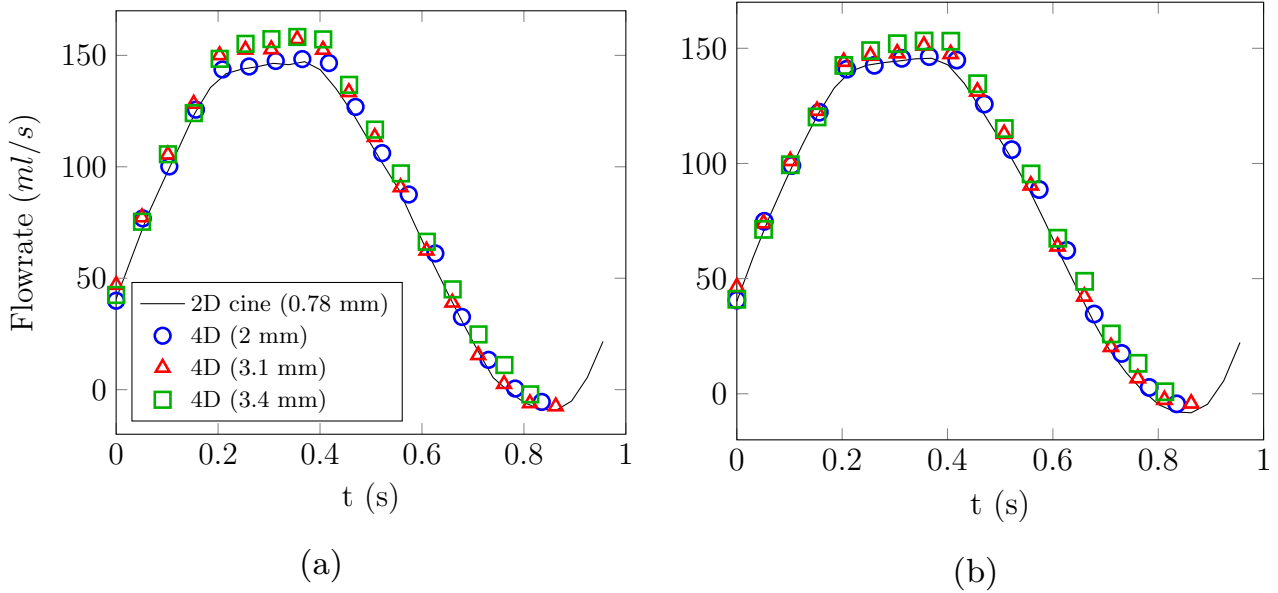 150
100
50
0
Flowrate (ml/s)
2D cine (0.78 mm)
4D (2 mm)
4D (3.1 mm)
4D (3.4 mm)
0 0.2 0.4 0.6 0.8 1
t (s)
(a)
150
100
50
0
0 0.2 0.4 0.6 0.8 1
t (s)
(b)